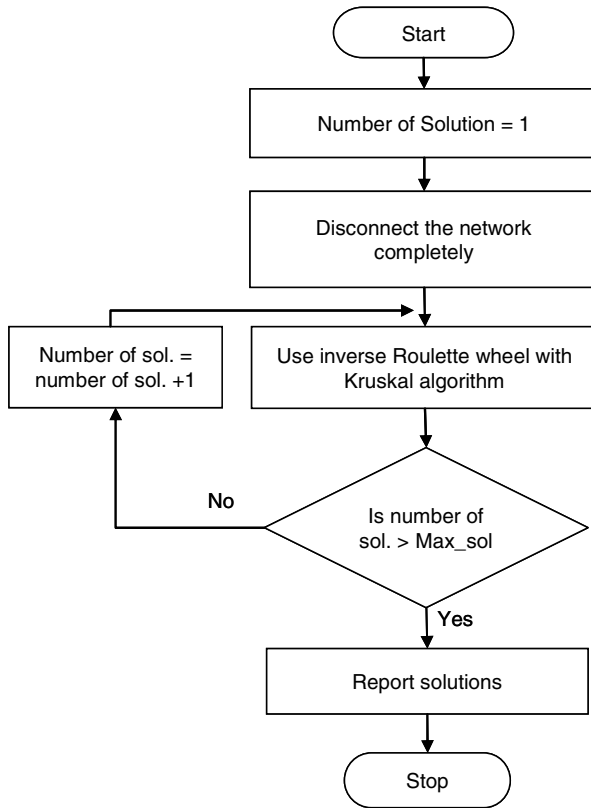 Start
Number of Solution = 1
Disconnect the network
completely
Number of sol. =
number of sol. +1
Use inverse Roulette wheel with
Kruskal algorithm
No
Is number of
sol. > Max_sol
Yes
Report solutions
Stop